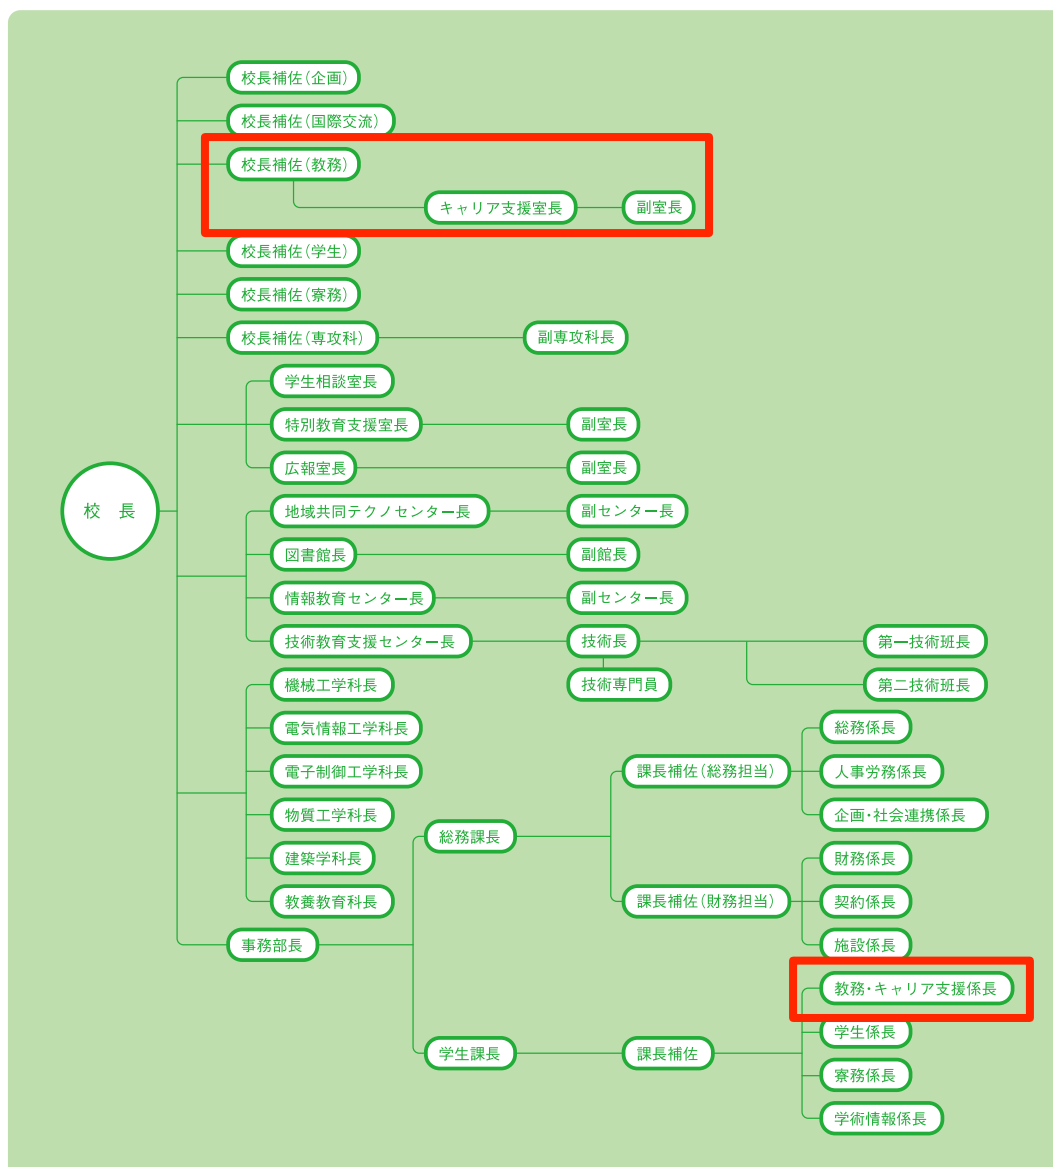 校長補佐(企画)
校長補佐(国際交流)
校長補佐(教務)
キャリア支援室長 副室長
校長補佐(学生)
校長補佐(寮務)
校長補佐(専攻科) 副専攻科長
学生相談室長
特別教育支援室長 副室長
広報室長 副室長
校 長
地域共同テクノセンター長 副センター長
図書館長 副館長
情報教育センター長 副センター長
技術教育支援センター長 技術長 第一技術班長
機械工学科長 技術専門員 第二技術班長
電気情報工学科長 総務係長
電子制御工学科長 課長補佐(総務担当) 人事労務係長
物質工学科長 企画・社会連携係長
総務課長
建築学科長 財務係長
教養教育科長 課長補佐(財務担当) 契約係長
事務部長 施設係長
教務・キャリア支援係長
学生係長
学生課長 課長補佐
寮務係長
学術情報係長